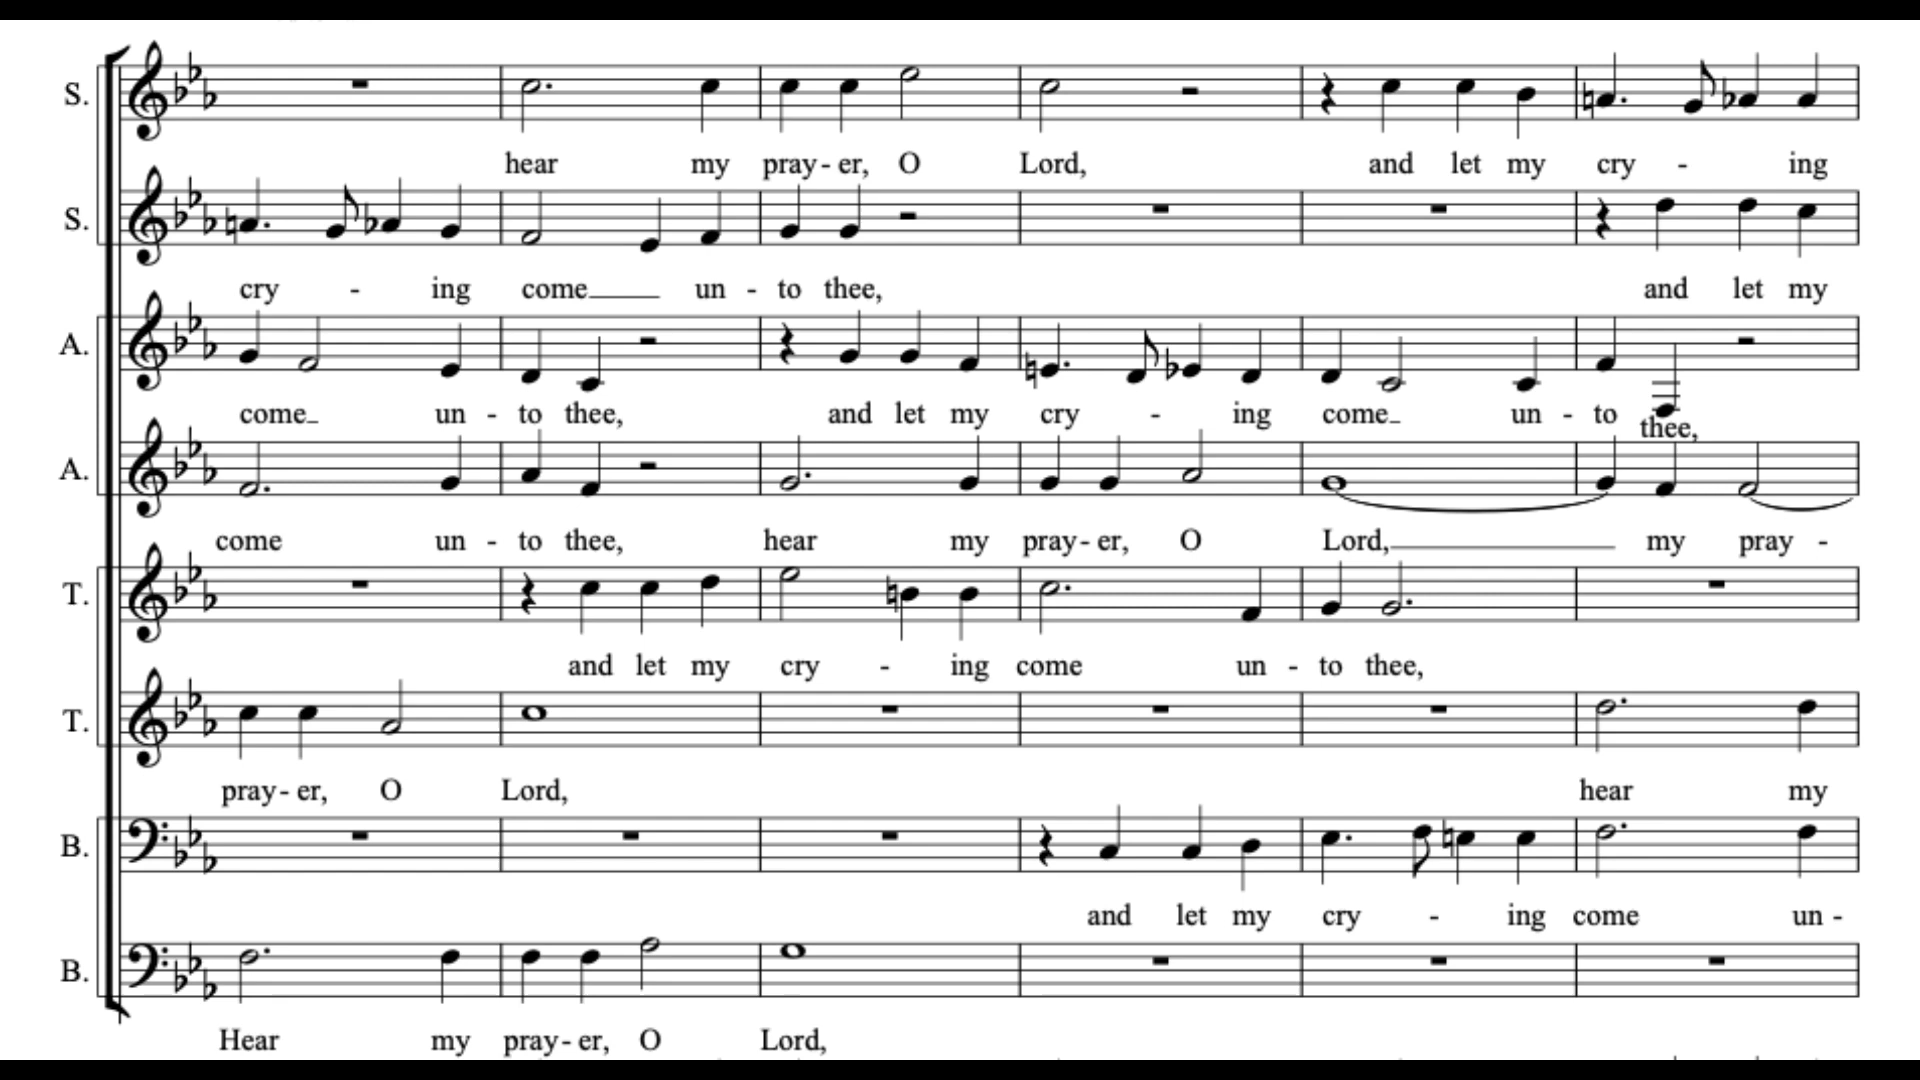 S.
hear my pray - er, O Lord, and let my cry - ing
S.
cry - ing come un - to thee, and let my
A.
come un - to thee, and let my cry - ing come un - to thee,
A.
come un - to thee, hear my pray - er, O Lord, my pray -
T.
and let my cry - ing come un - to thee,
T.
pray - er, O Lord, hear my
B.
and let my cry - ing come un -
B.
Hear my pray - er, O Lord,